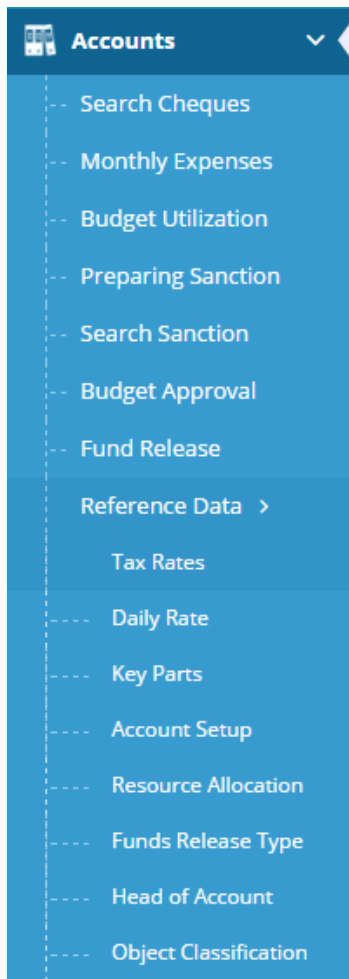 Accounts
Search Cheques
Monthly Expenses
Budget Utilization
Preparing Sanction
Search Sanction
Budget Approval
Fund Release
Reference Data >
Tax Rates
Daily Rate
Key Parts
Account Setup
Resource Allocation
Funds Release Type
Head of Account
Object Classification